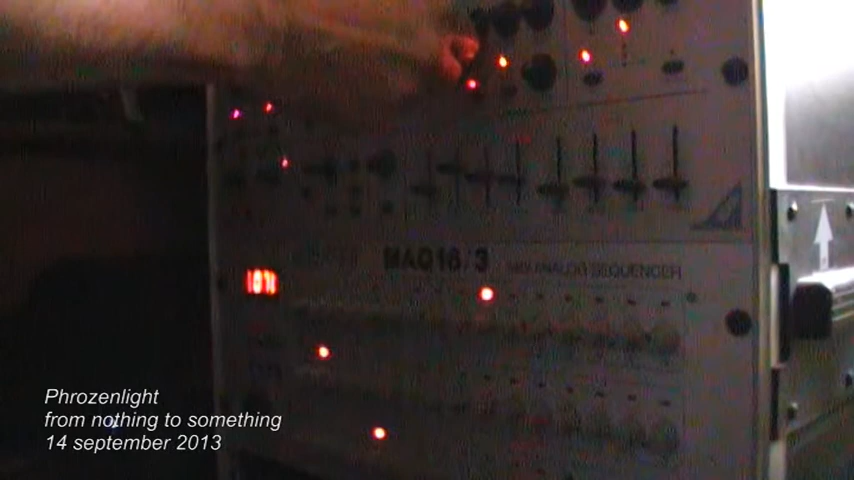 MAQ16/3 MIDI ANALOG SEQUENCER
Phrozenlight
from nothing to something
14 september 2013